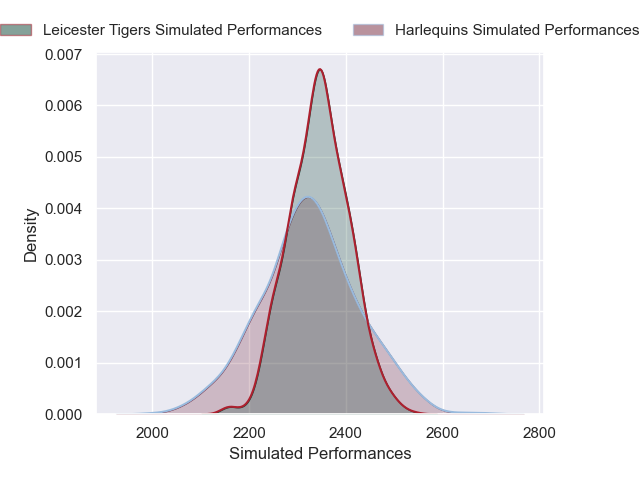 Leicester Tigers Simulated Performances Harlequins Simulated Performances
0.007
0.006
0.005
0.004
0.003
0.002
0.001
0.000
Density
2000 2200 2400 2600 2800
Simulated Performances